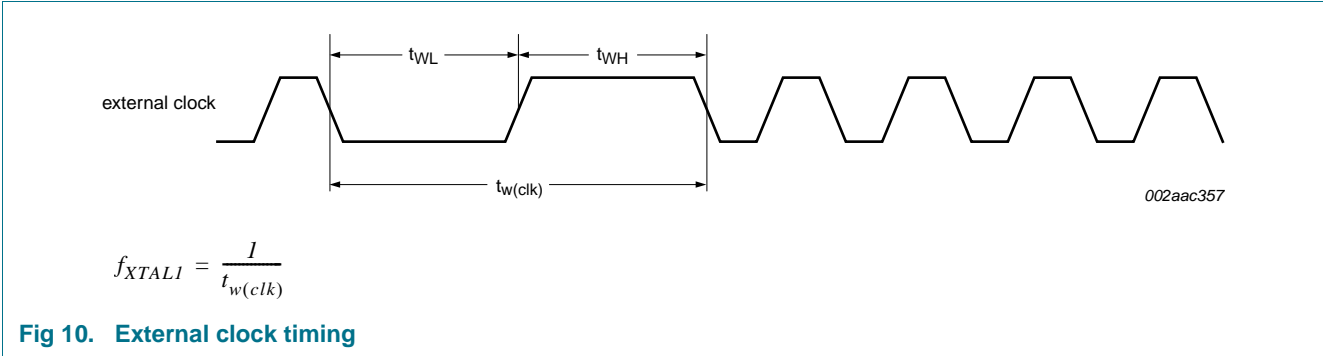 t_WL t_WH
external clock
t_w(clk)
002aac357
f_XTAL1 = 1 / t_w(clk)
Fig 10. External clock timing